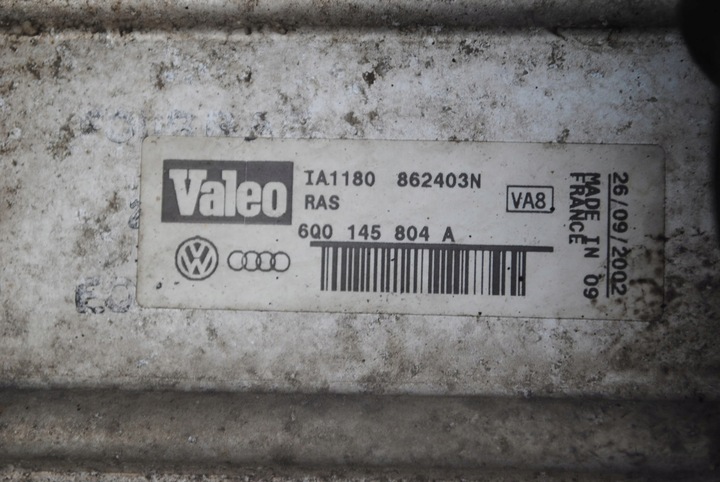 Valeo
IA1180 862403N
RAS
VA8
6Q0 145 804 A
26/09/2002
MADE IN 09
FRANCE